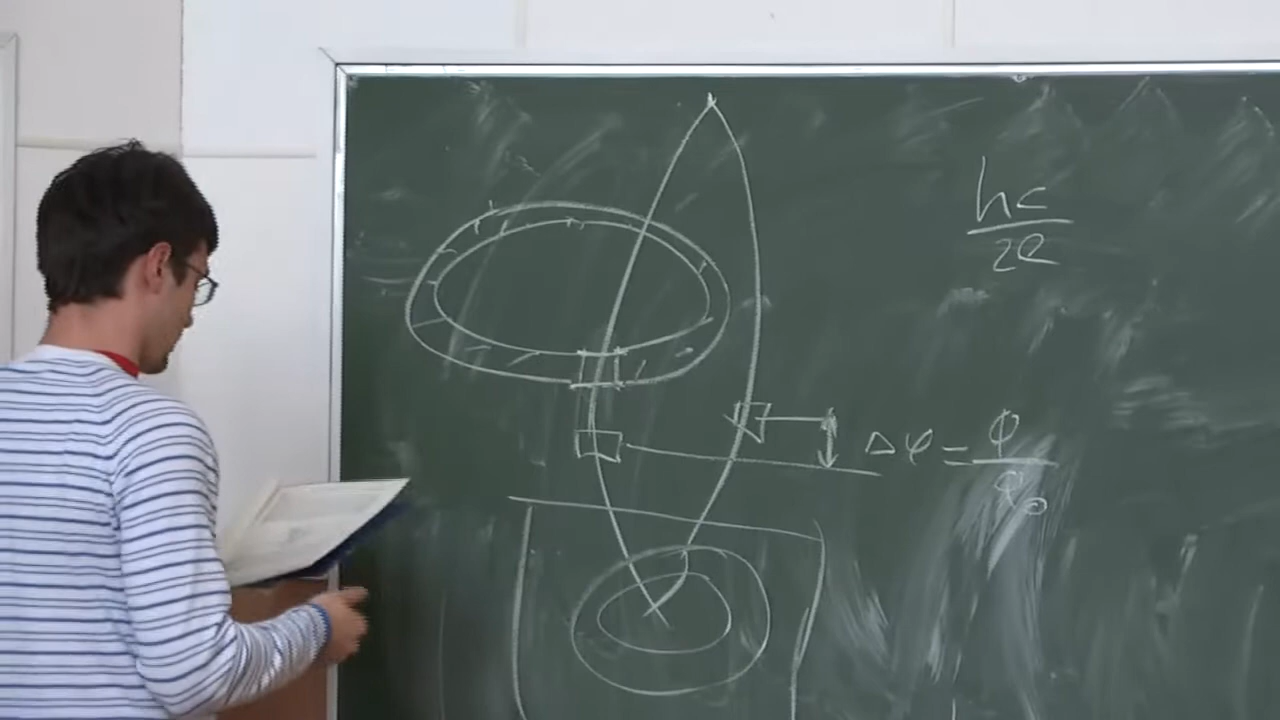 hc
2e
Δφ = Φ
Φ₀